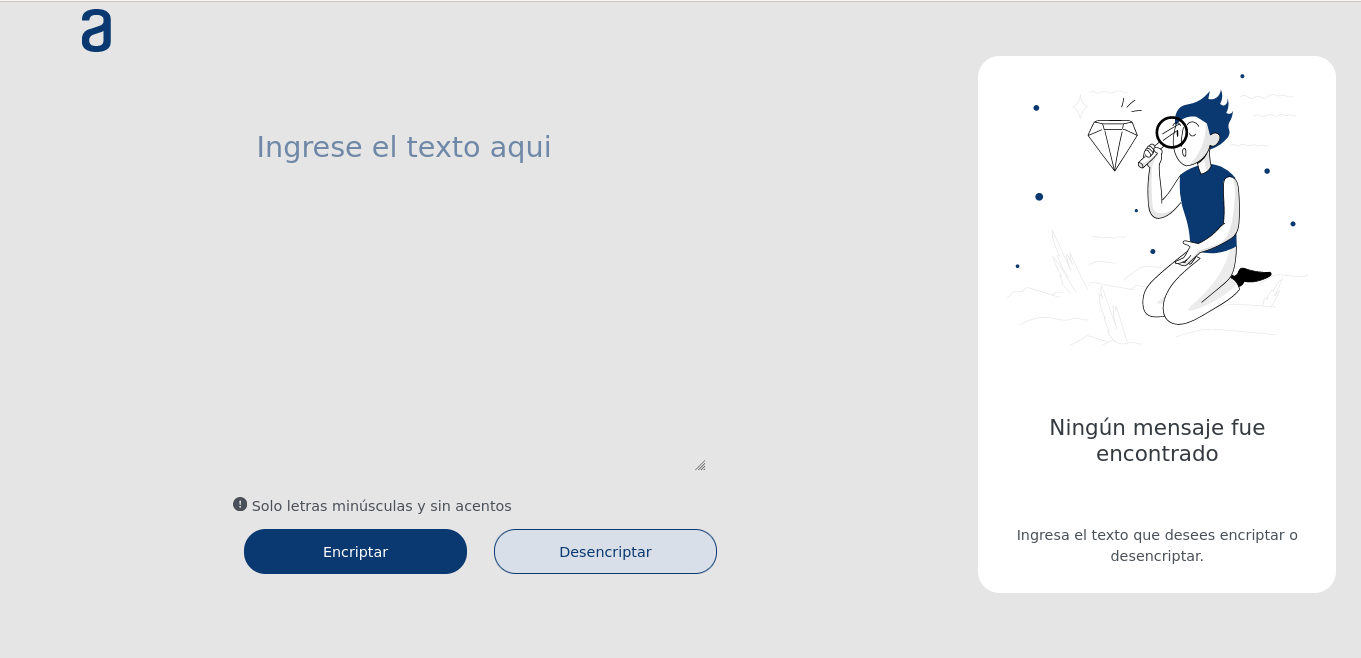 a
Ingrese el texto aqui
Solo letras minúsculas y sin acentos
Encriptar
Desencriptar
Ningún mensaje fue
encontrado
Ingresa el texto que desees encriptar o
desencriptar.